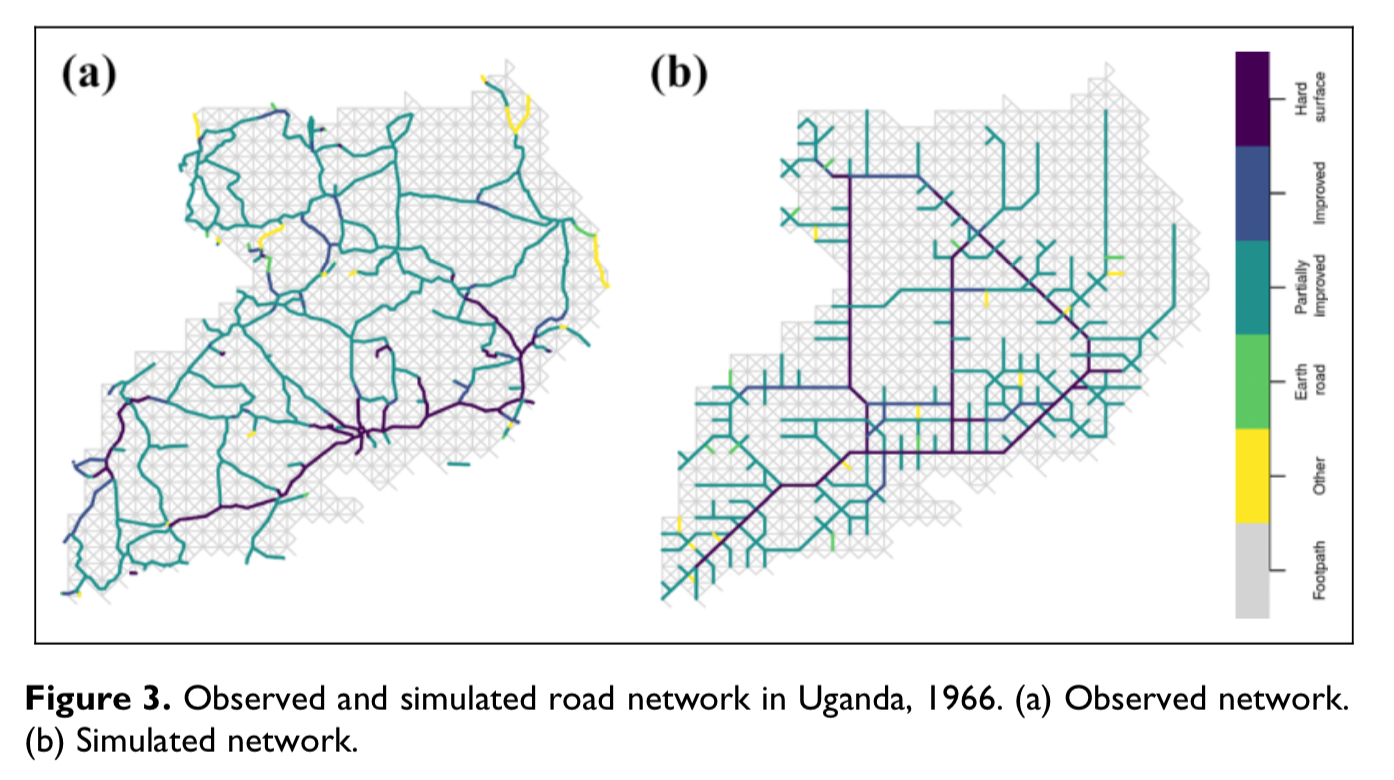 (a)
(b)
Hard
surface
Improved
Partially
Improved
Earth
road
Other
Footpath
Figure 3. Observed and simulated road network in Uganda, 1966. (a) Observed network.
(b) Simulated network.